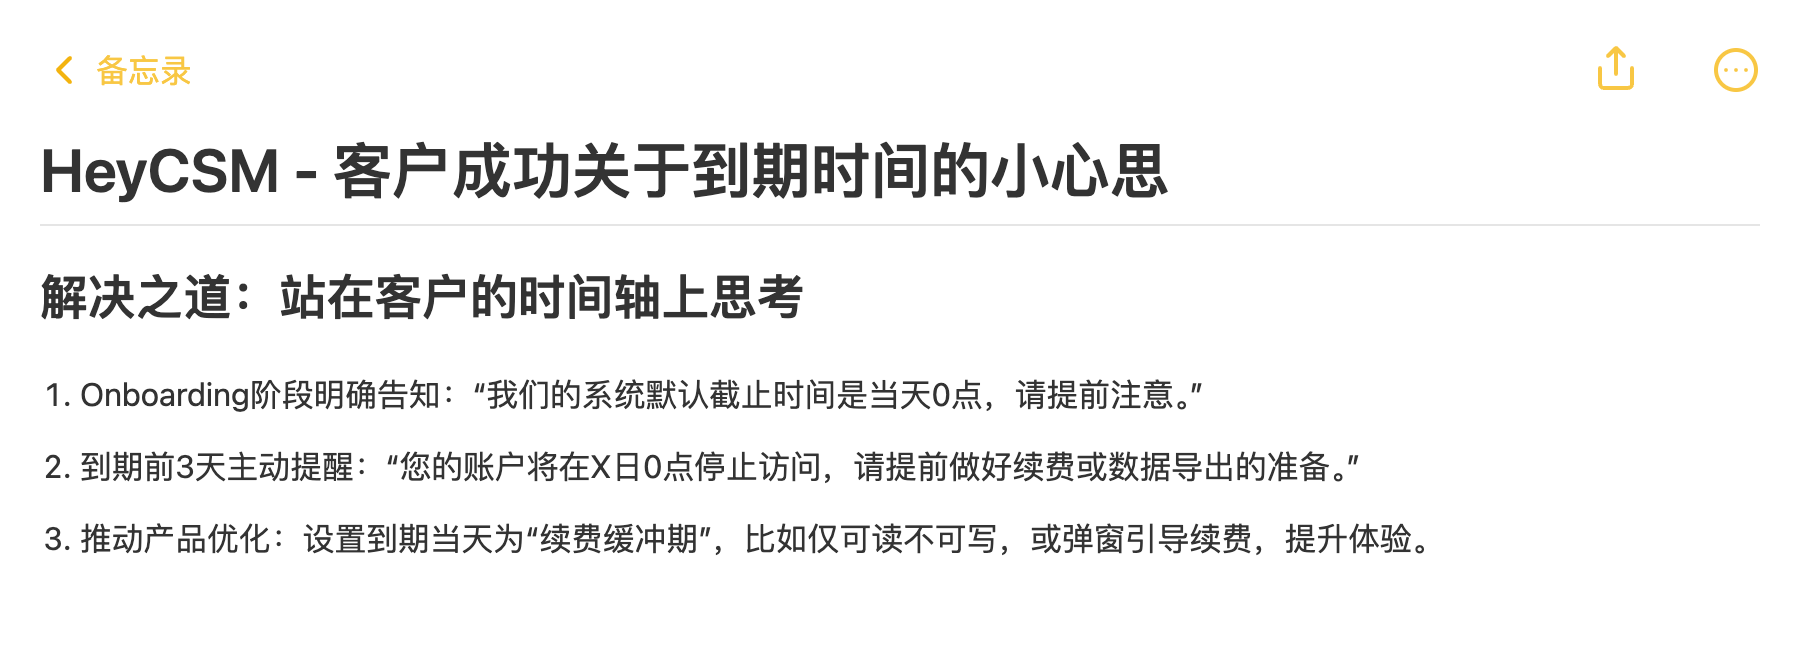 备忘录
HeyCSM - 客户成功关于到期时间的小心思
解决之道：站在客户的时间轴上思考
1. Onboarding阶段明确告知：“我们的系统默认截止时间是当天0点，请提前注意。”
2. 到期前3天主动提醒：“您的账户将在X日0点停止访问，请提前做好续费或数据导出的准备。”
3. 推动产品优化：设置到期当天为“续费缓冲期”，比如仅可读不可写，或弹窗引导续费，提升体验。